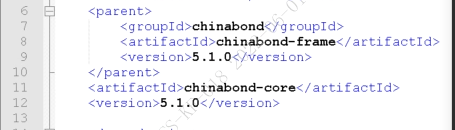 6 <parent>
7 <groupId>chinabond</groupId>
8 <artifactId>chinabond-frame</artifactId>
9 <version>5.1.0</version>
10 </parent>
11 <artifactId>chinabond-core</artifactId>
12 <version>5.1.0</version>
13